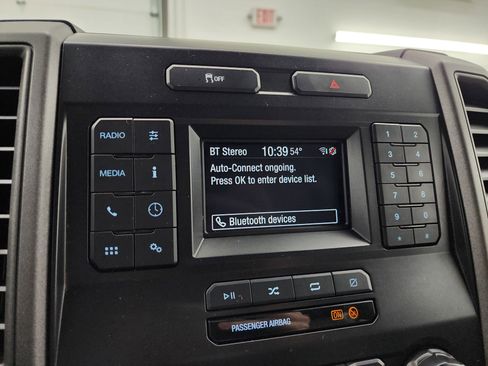 EXIT
OFF
RADIO
MEDIA
BT Stereo 10:39 54°
Auto-Connect ongoing.
Press OK to enter device list.
Bluetooth devices
1 2
3 4
5 6
7 8
9 0
* #
PASSENGER AIRBAG ON